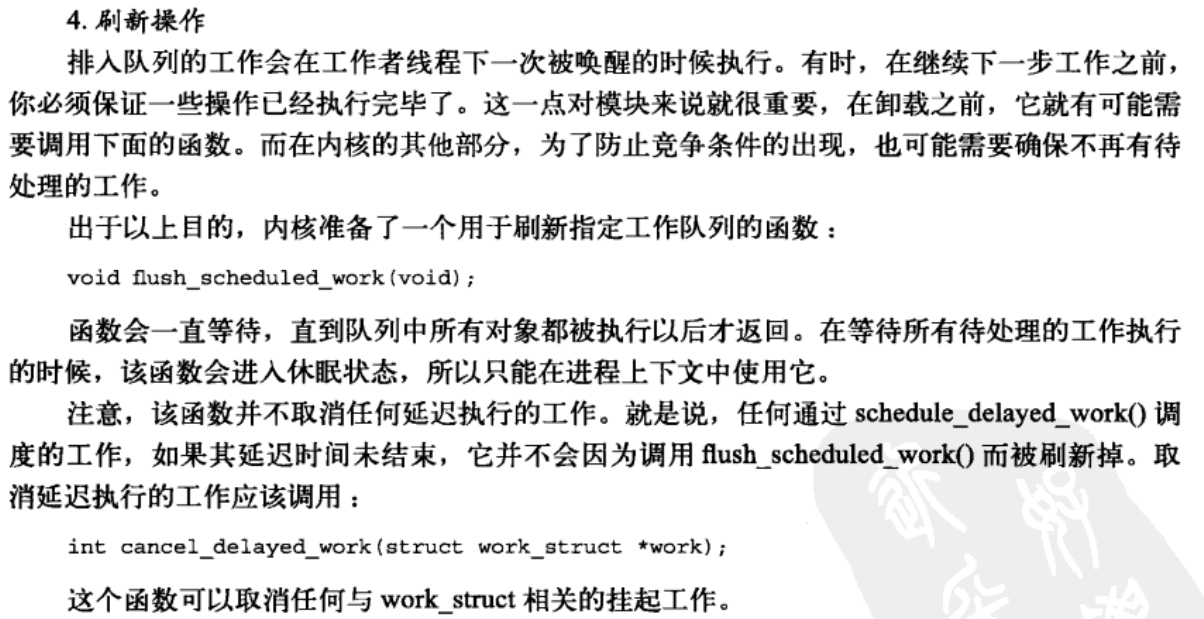 4. 刷新操作
排入队列的工作会在工作者线程下一次被唤醒的时候执行。有时，在继续下一步工作之前，
你必须保证一些操作已经执行完毕了。这一点对模块来说就很重要，在卸载之前，它就有可能需
要调用下面的函数。而在内核的其他部分，为了防止竞争条件的出现，也可能需要确保不再有待
处理的工作。
出于以上目的，内核准备了一个用于刷新指定工作队列的函数：
void flush_scheduled_work(void);
函数会一直等待，直到队列中所有对象都被执行以后才返回。在等待所有待处理的工作执行
的时候，该函数会进入休眠状态，所以只能在进程上下文中使用它。
注意，该函数并不取消任何延迟执行的工作。就是说，任何通过 schedule_delayed_work() 调
度的工作，如果其延迟时间未结束，它并不会因为调用 flush_scheduled_work() 而被刷新掉。取
消延迟执行的工作应该调用：
int cancel_delayed_work(struct work_struct *work);
这个函数可以取消任何与 work_struct 相关的挂起工作。